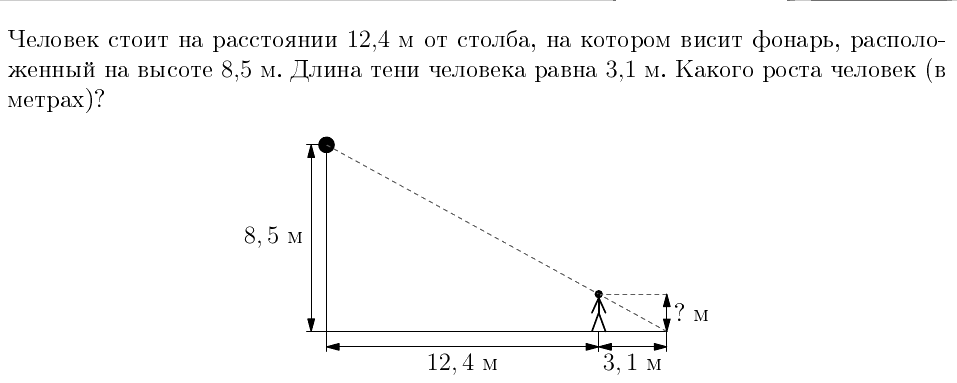 Человек стоит на расстоянии 12,4 м от столба, на котором висит фонарь, располо-
женный на высоте 8,5 м. Длина тени человека равна 3,1 м. Какого роста человек (в
метрах)?
8, 5 м
? м
12, 4 м
3, 1 м